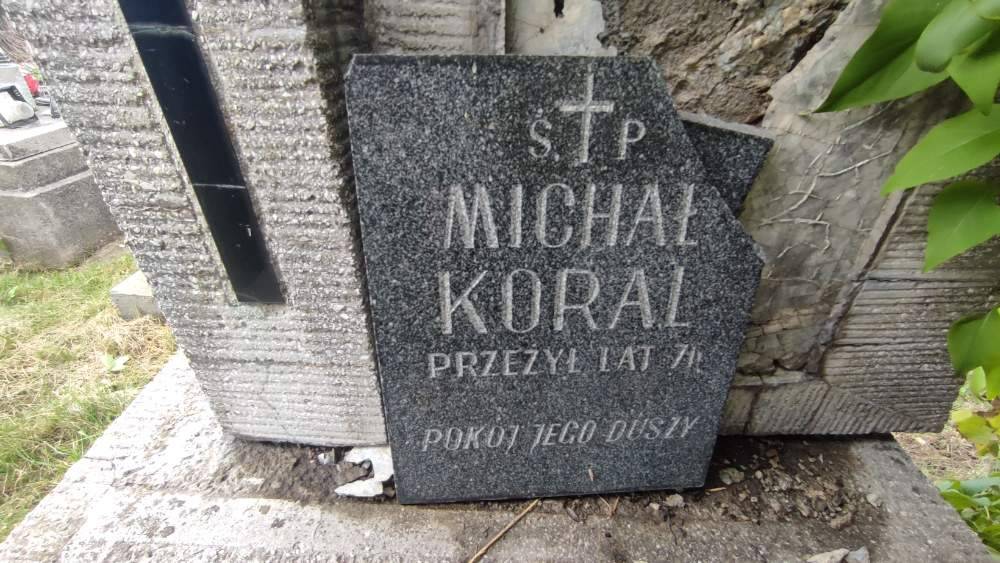 Ś. P.
MICHAŁ
KORAL
PRZEŻYŁ LAT
POKÓJ JEGO DUSZY